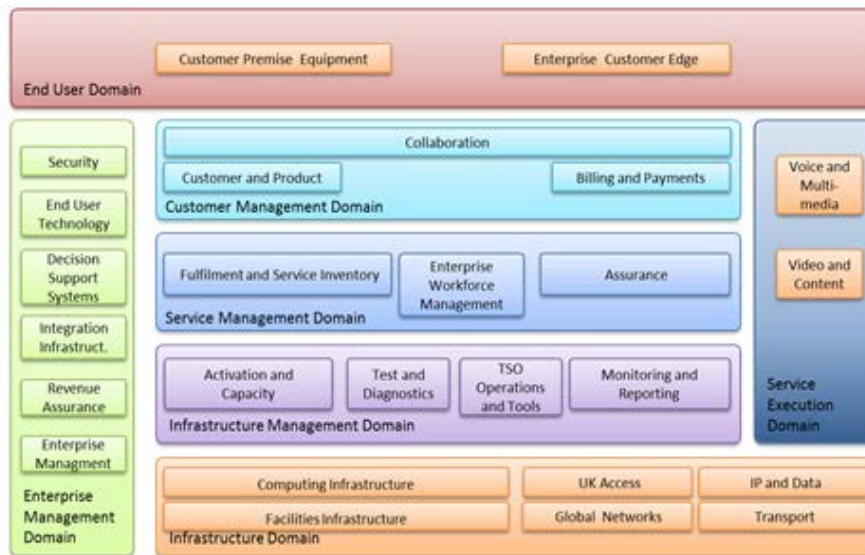 Customer Premise Equipment
Enterprise Customer Edge
End User Domain
Security
End User
Technology
Decision
Support
Systems
Integration
Infrastruct.
Revenue
Assurance
Enterprise
Managment
Enterprise
Management
Domain
Collaboration
Customer and Product
Billing and Payments
Customer Management Domain
Fulfilment and Service Inventory
Enterprise
Workforce
Management
Assurance
Service Management Domain
Activation and
Capacity
Test and
Diagnostics
TSO
Operations
and Tools
Monitoring and
Reporting
Infrastructure Management Domain
Voice and
Multi-
media
Video and
Content
Service
Execution
Domain
Computing Infrastructure
UK Access
IP and Data
Facilities Infrastructure
Global Networks
Transport
Infrastructure Domain